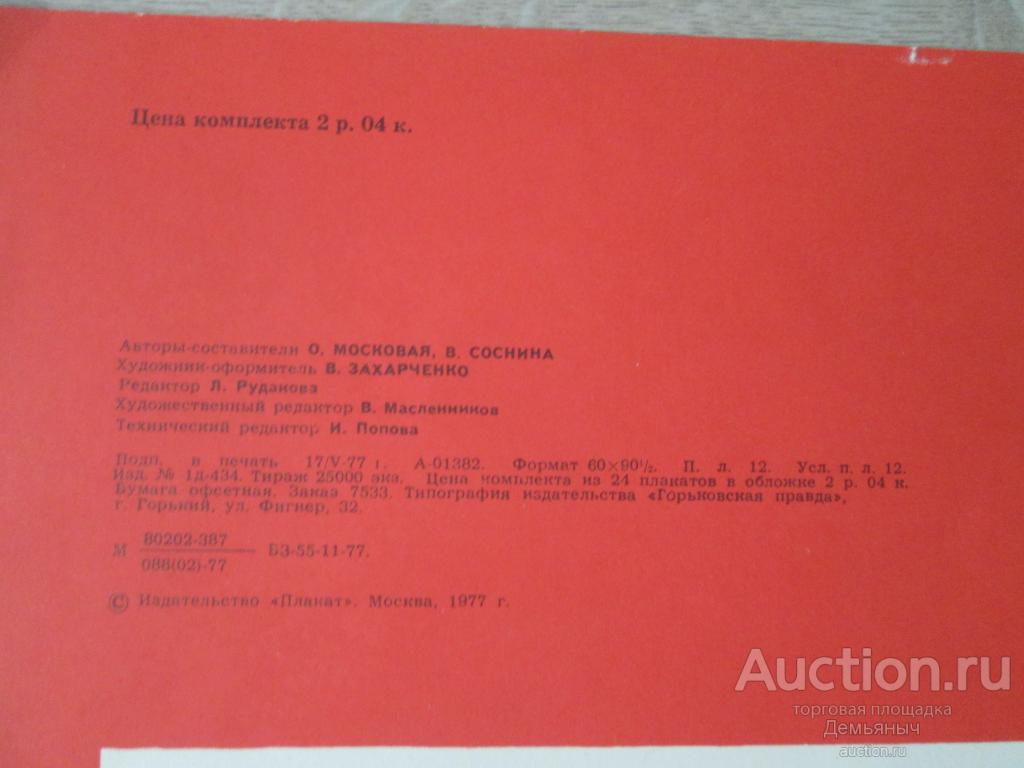 Цена комплекта 2 р. 04 к.
Авторы-составители О. МОСКОВАЯ, В. СОСНИНА
Художник-оформитель В. ЗАХАРЧЕНКО
Редактор Л. Рудакова
Художественный редактор В. Масленников
Технический редактор И. Попова
Подп. в печать 17/V-77 г. А-01382. Формат 60×90½. П. л. 12. Усл. п. л. 12.
Изд. № 1д-434. Тираж 25000 экз. Цена комплекта из 24 плакатов в обложке 2 р. 04 к.
Бумага офсетная. Заказ 7533. Типография издательства «Горьковская правда»,
г. Горький, ул. Фигнер, 32.
80202-387
М БЗ-55-11-77.
088(02)-77
© Издательство «Плакат». Москва, 1977 г.
Auction.ru
торговая площадка
Демьяныч
auction.ru